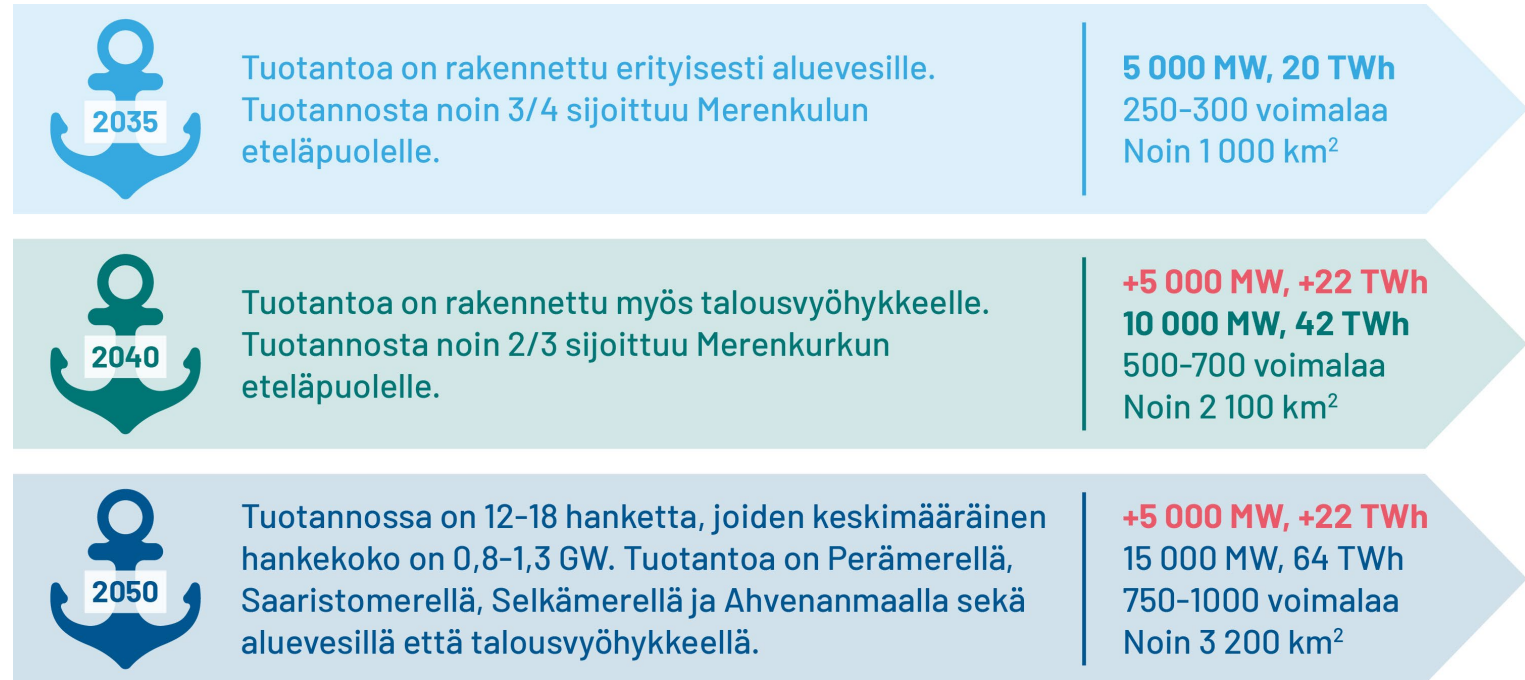 2035
Tuotantoa on rakennettu erityisesti aluevesille.
Tuotannosta noin 3/4 sijoittuu Merenkulun
eteläpuolelle.
5 000 MW, 20 TWh
250-300 voimalaa
Noin 1 000 km²
2040
Tuotantoa on rakennettu myös talousvyöhykkeelle.
Tuotannosta noin 2/3 sijoittuu Merenkurkun
eteläpuolelle.
+5 000 MW, +22 TWh
10 000 MW, 42 TWh
500-700 voimalaa
Noin 2 100 km²
2050
Tuotannossa on 12-18 hanketta, joiden keskimääräinen
hankekoko on 0,8-1,3 GW. Tuotantoa on Perämerellä,
Saaristomerellä, Selkämerellä ja Ahvenanmaalla sekä
aluevesillä että talousvyöhykkeellä.
+5 000 MW, +22 TWh
15 000 MW, 64 TWh
750-1000 voimalaa
Noin 3 200 km²